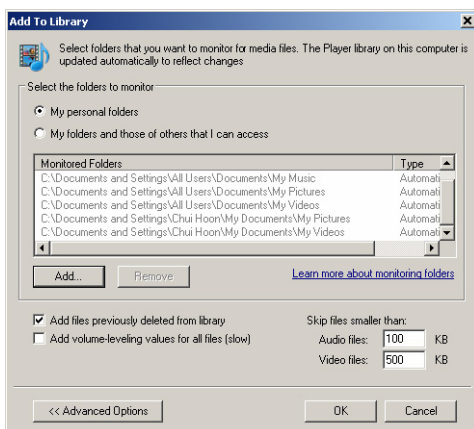 Add To Library
Select folders that you want to monitor for media files. The Player library on this computer is
updated automatically to reflect changes
Select the folders to monitor
My personal folders
My folders and those of others that I can access
Monitored Folders Type
C:\Documents and Settings\All Users\Documents\My Music Automati
C:\Documents and Settings\All Users\Documents\My Pictures Automati
C:\Documents and Settings\All Users\Documents\My Videos Automati
C:\Documents and Settings\Chui Hoon\My Documents\My Pictures Automati
C:\Documents and Settings\Chui Hoon\My Documents\My Videos Automati
Add... Remove Learn more about monitoring folders
Add files previously deleted from library
Add volume-leveling values for all files (slow)
Skip files smaller than:
Audio files: 100 KB
Video files: 500 KB
<< Advanced Options OK Cancel